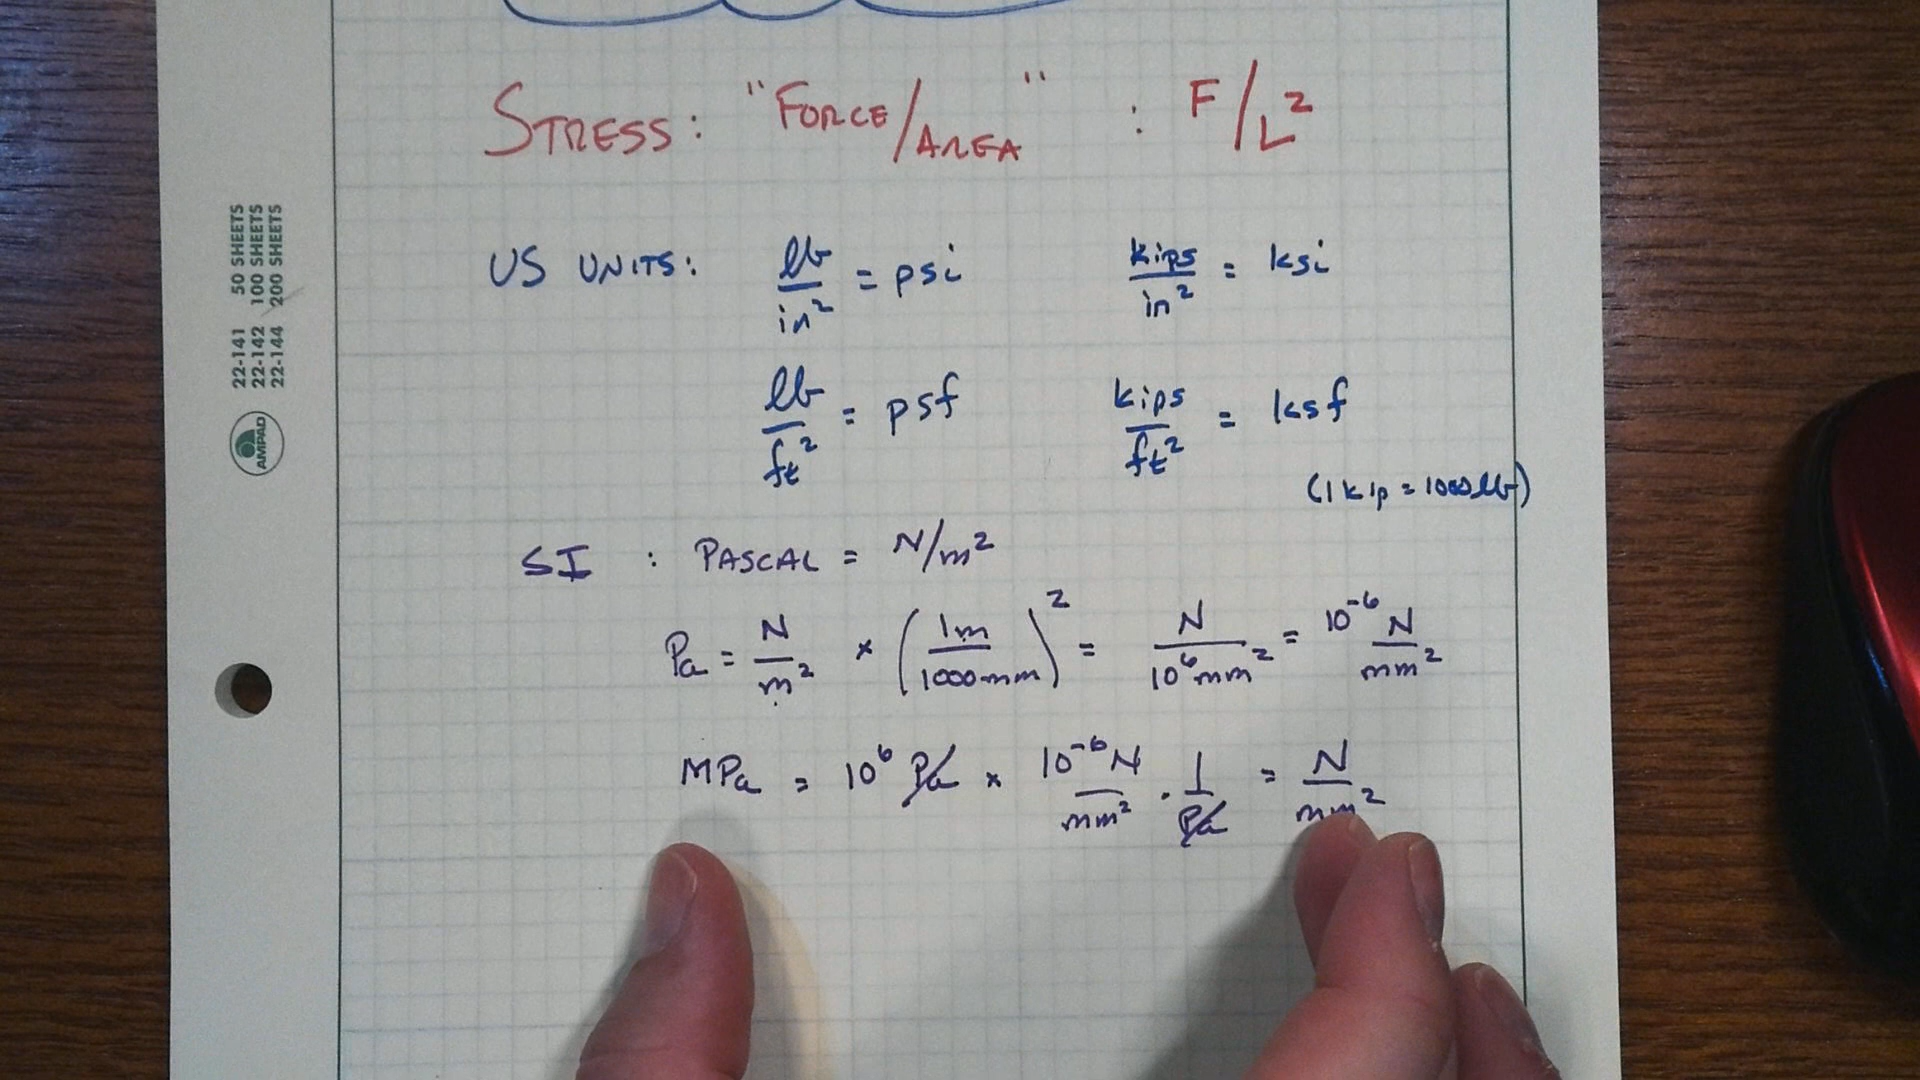 STRESS: "FORCE/AREA" : F/L²
US UNITS: lb/in² = psi kips/in² = ksi
lb/ft² = psf kips/ft² = ksf
(1 kip = 1000 lb)
SI : PASCAL = N/m²
Pa = N/m² × (1m/1000mm)² = N/10⁶mm² = 10⁻⁶ N/mm²
MPa = 10⁶ Pa × 10⁻⁶ N/mm² · 1/Pa = N/mm²
22-141 50 SHEETS
22-142 100 SHEETS
22-144 200 SHEETS
AMPAD